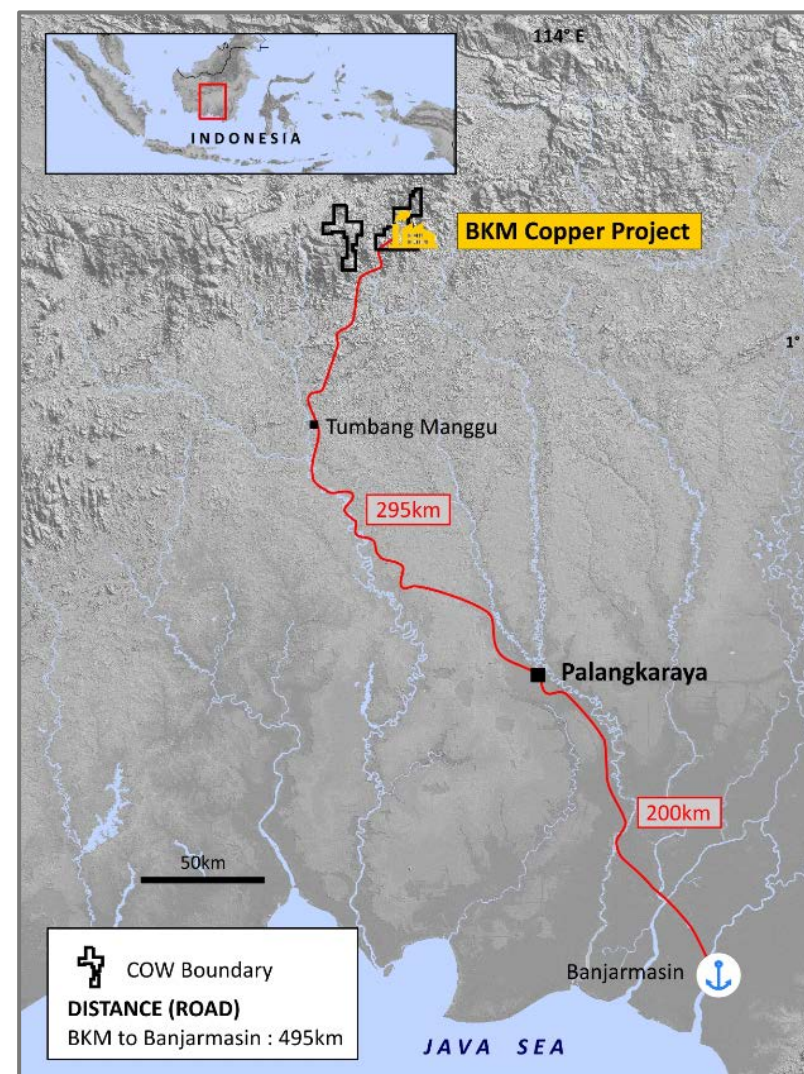 114° E
INDONESIA
BKM Copper Project
1°
Tumbang Manggu
295km
Palangkaraya
200km
50km
Banjarmasin
COW Boundary
DISTANCE (ROAD)
BKM to Banjarmasin : 495km
JAVA SEA